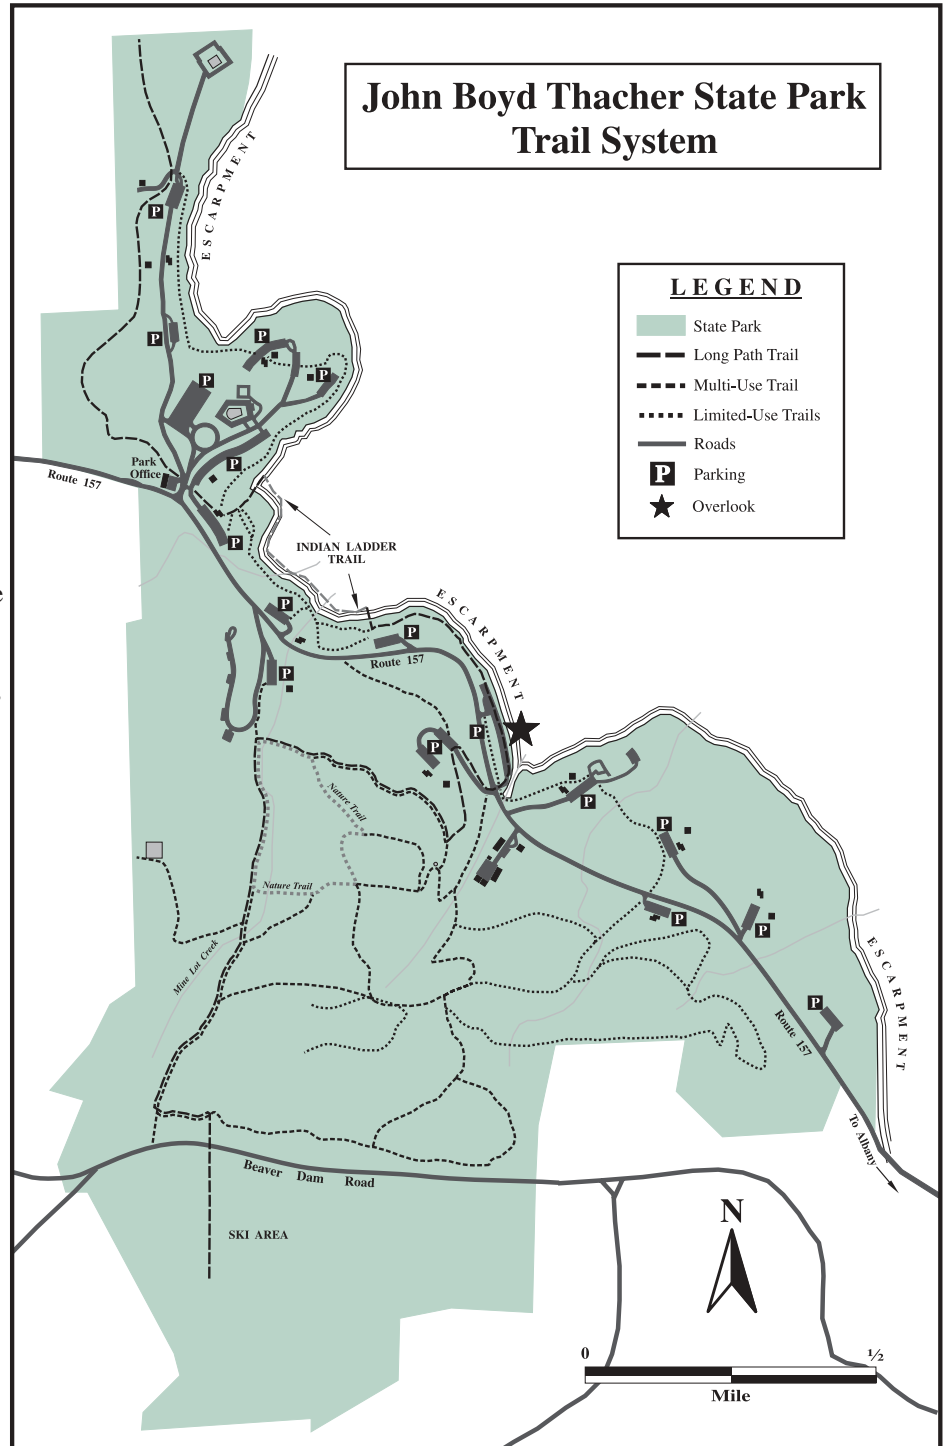 John Boyd Thacher State Park
Trail System
ESCARPMENT
P
LEGEND
State Park
Long Path Trail
Multi-Use Trail
Limited-Use Trails
Roads
P Parking
Overlook
P
P
P
P
Park
Office
P
Route 157
P
INDIAN LADDER
TRAIL
e
ESCARPMENT
P
P
Route 157
P
P
P
Nature Trail
P
P
Nature Trail
P
P
Mine Lot Creek
ESCARPMENT
P
Route 157
To Albany
Beaver Dam Road
N
SKI AREA
0 ½
Mile